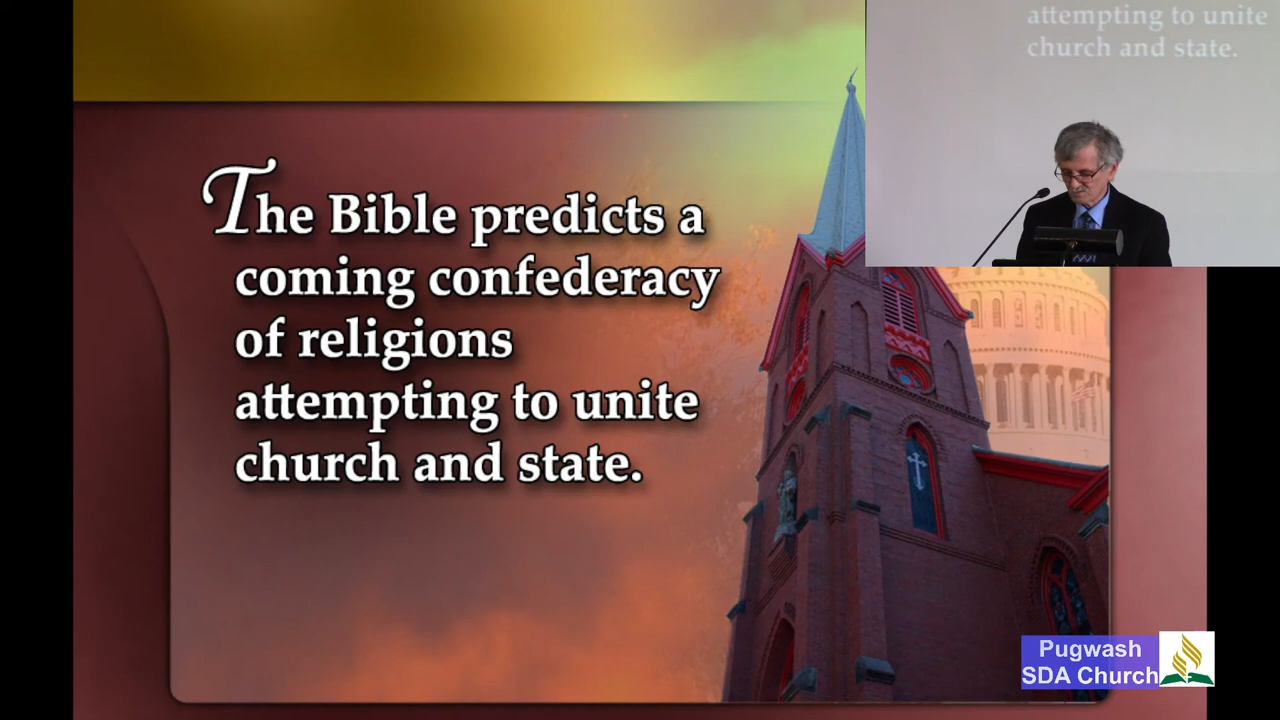 The Bible predicts a
coming confederacy
of religions
attempting to unite
church and state.
attempting to unite
church and state.
Pugwash
SDA Church